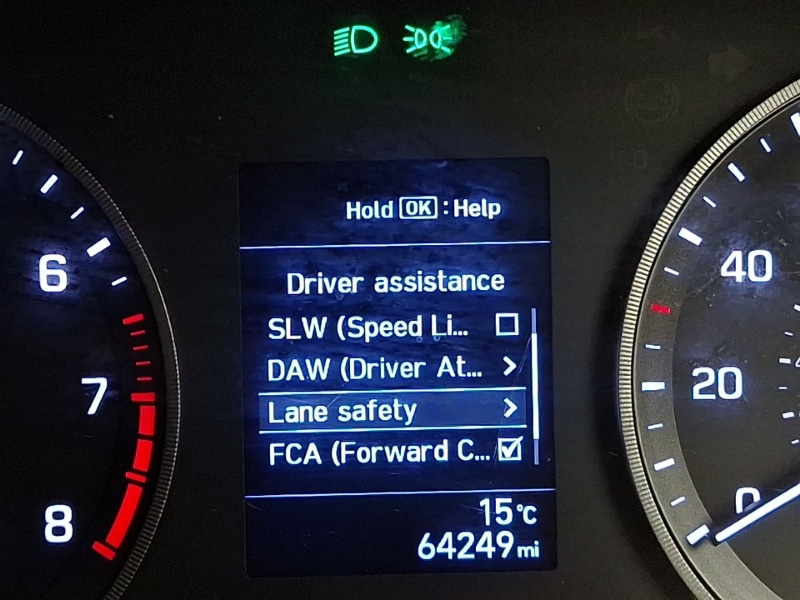 Hold OK : Help
Driver assistance
SLW (Speed Li...
DAW (Driver At...
Lane safety
FCA (Forward C...
15°C
64249mi
6
7
8
40
20
0